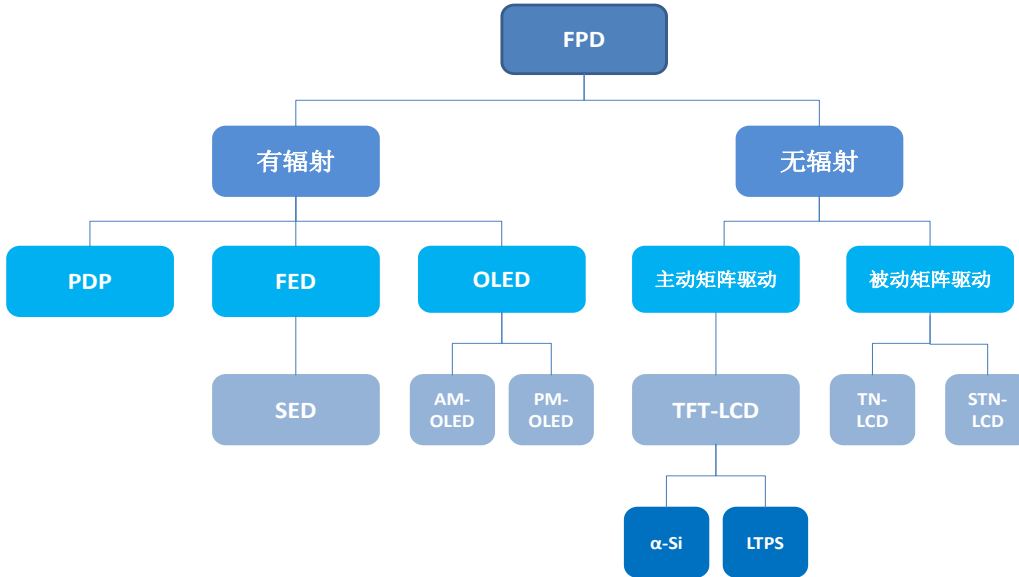 FPD
有辐射
无辐射
PDP
FED
OLED
主动矩阵驱动
被动矩阵驱动
SED
AM-
OLED
PM-
OLED
TFT-LCD
TN-
LCD
STN-
LCD
α-Si
LTPS